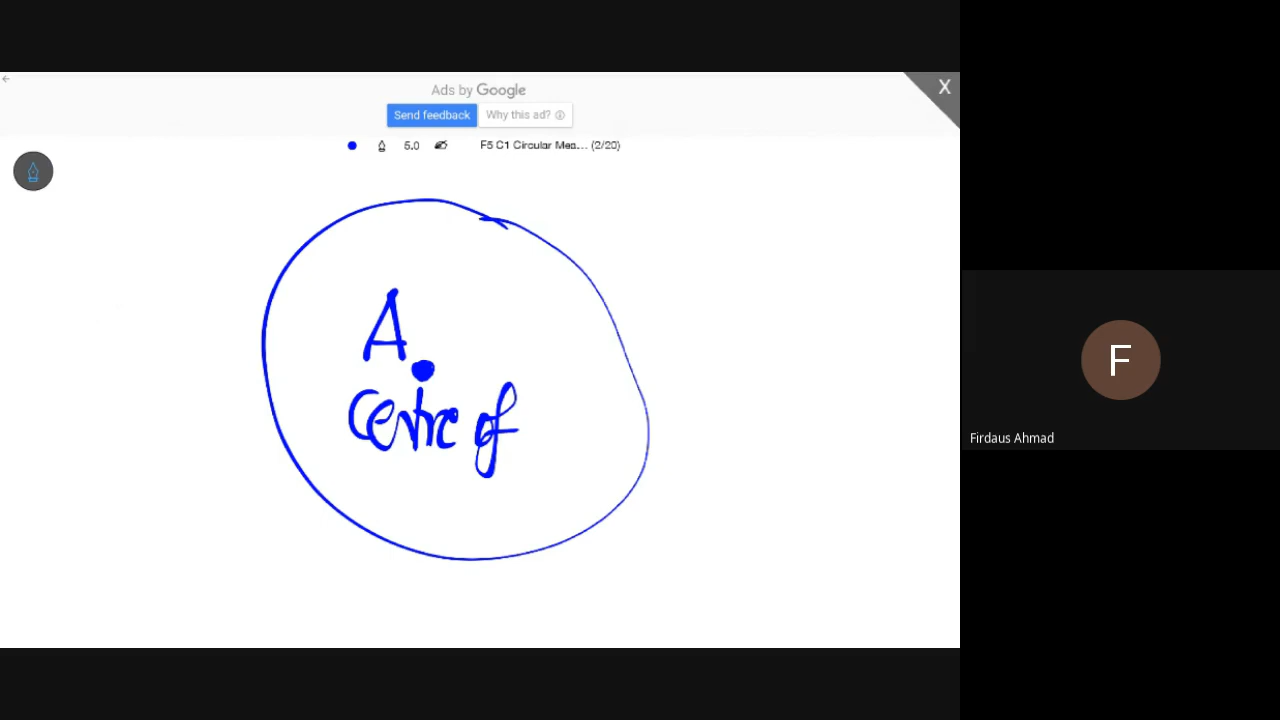 Ads by Google
X
Send feedback
Why this ad?
5.0
F5 C1 Circular Mea... (2/20)
A
Centre of
F
Firdaus Ahmad